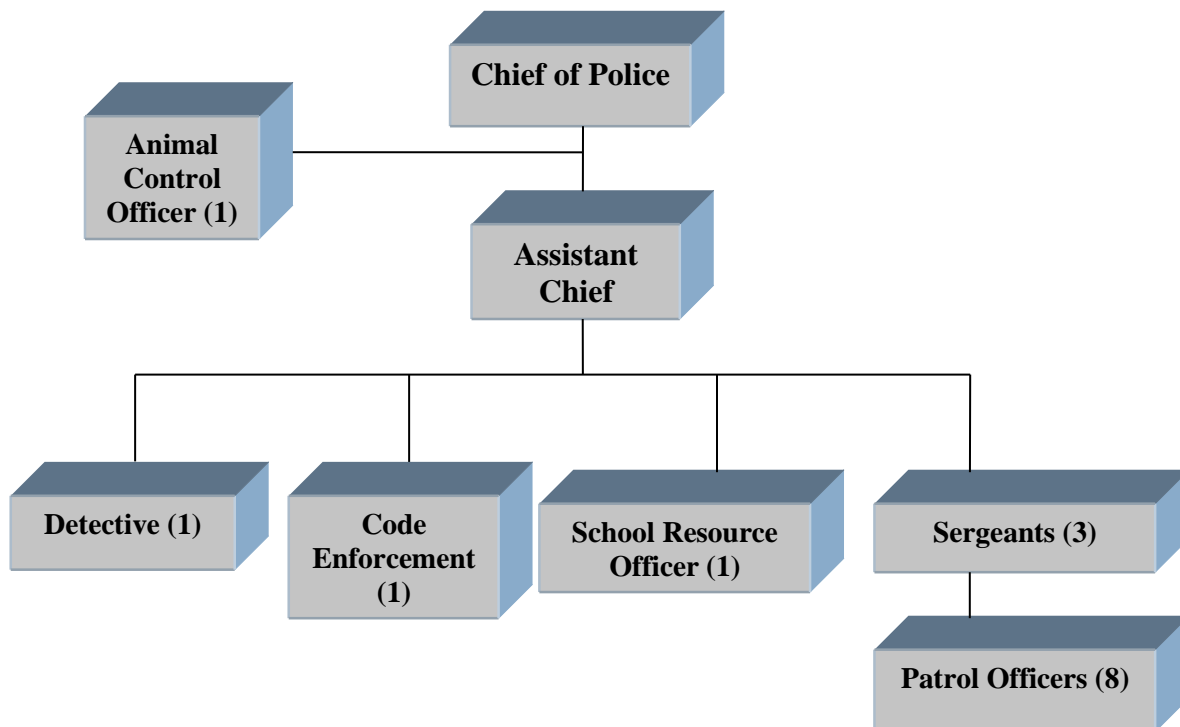 Chief of Police
Animal
Control
Officer (1)
Assistant
Chief
Detective (1)
Code
Enforcement
(1)
School Resource
Officer (1)
Sergeants (3)
Patrol Officers (8)